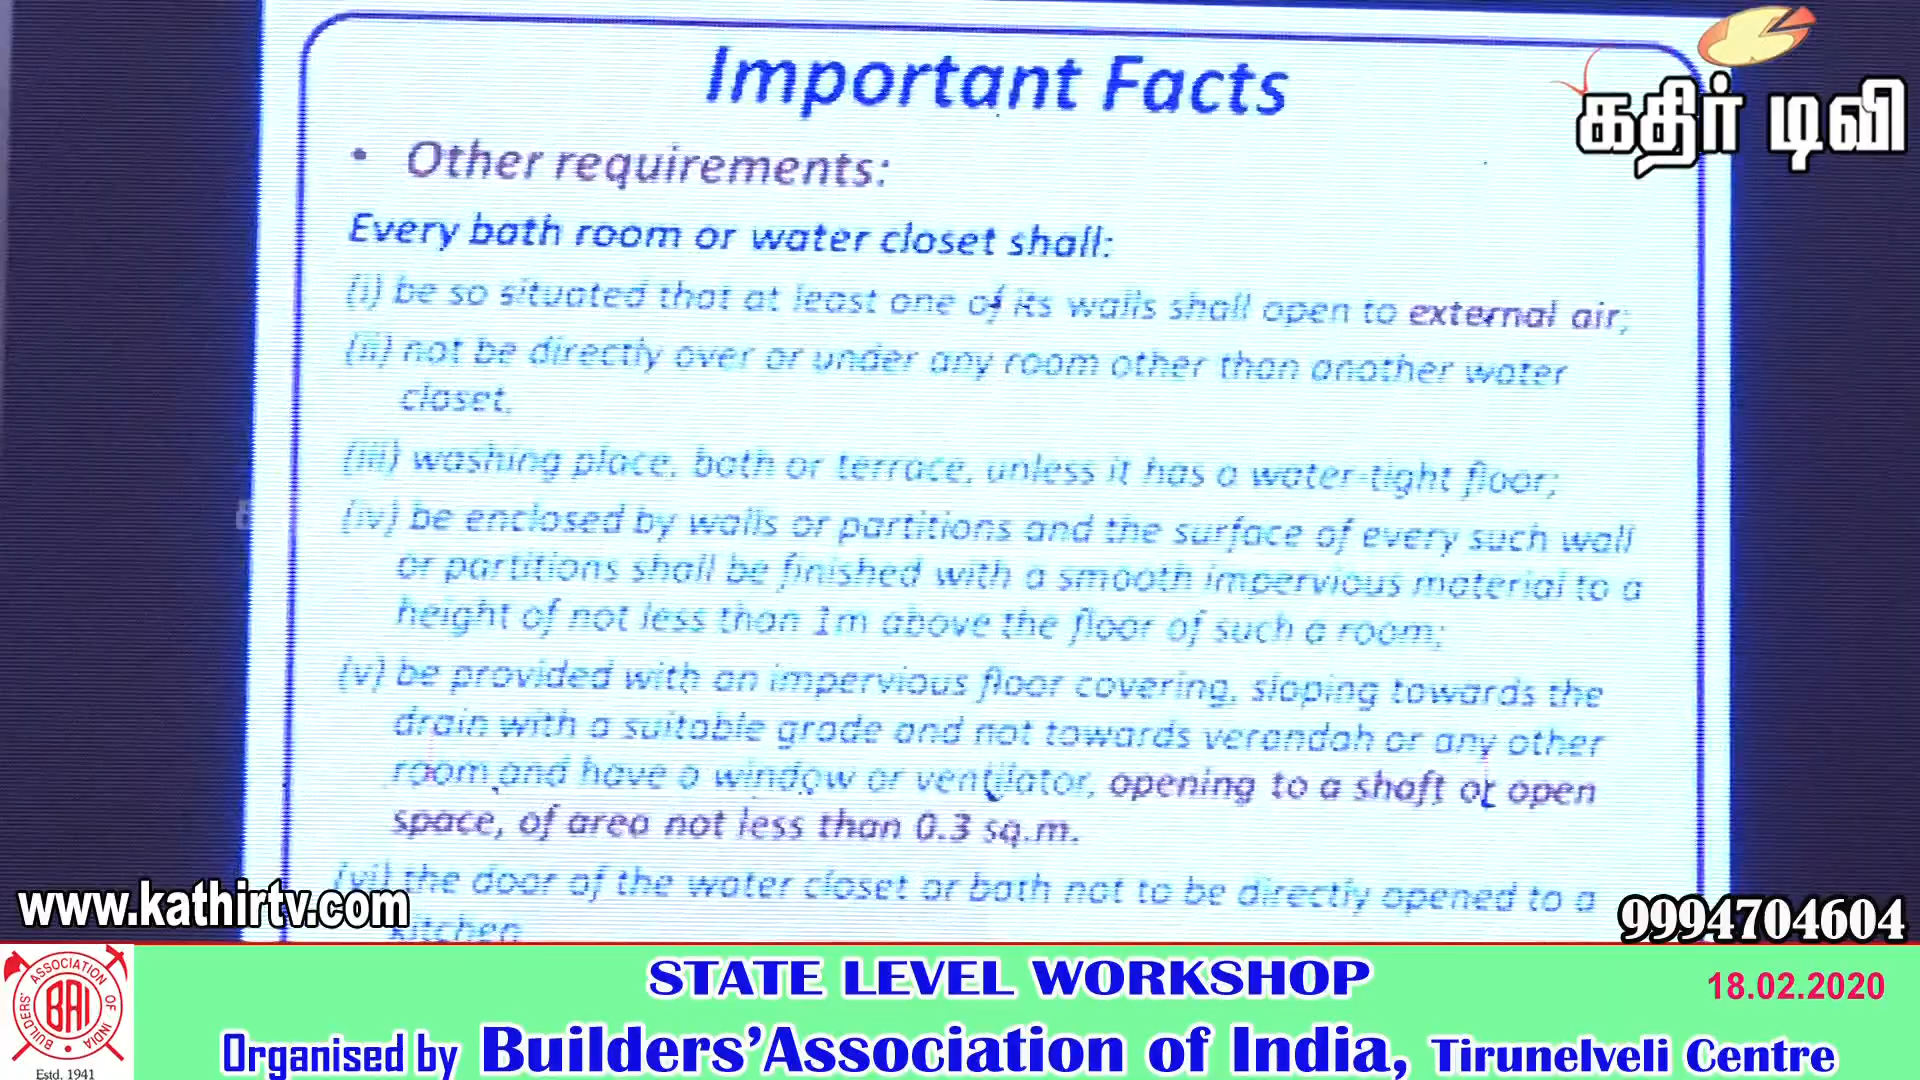 Important Facts
கதிர் டிவி
• Other requirements:
Every bath room or water closet shall:
(i) be so situated that at least one of its walls shall open to external air;
(ii) not be directly over or under any room other than another water
closet.
(iii) washing place, bath or terrace, unless it has a water-tight floor;
(iv) be enclosed by walls or partitions and the surface of every such wall
or partitions shall be finished with a smooth impervious material to a
height of not less than 1m above the floor of such a room;
(v) be provided with an impervious floor covering, sloping towards the
drain with a suitable grade and not towards verandah or any other
room and have a window or ventilator, opening to a shaft or open
space, of area not less than 0.3 sq.m.
(vi) the door of the water closet or bath not to be directly opened to a
kitchen
www.kathirtv.com
9994704604
BUILDERS' ASSOCIATION OF INDIA
BAI
Estd. 1941
STATE LEVEL WORKSHOP
18.02.2020
Organised by Builders'Association of India, Tirunelveli Centre